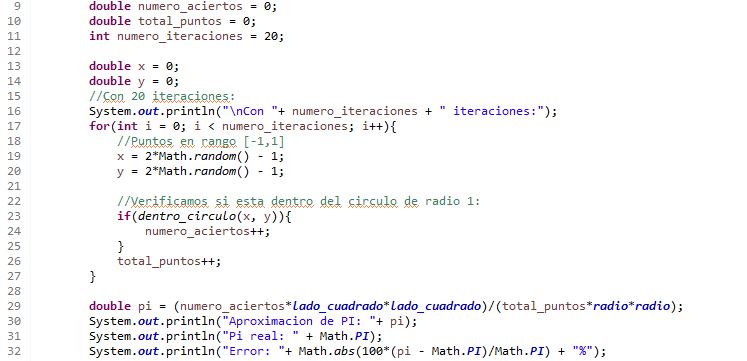 9 double numero_aciertos = 0;
10 double total_puntos = 0;
11 int numero_iteraciones = 20;
12
13 double x = 0;
14 double y = 0;
15 //Con 20 iteraciones:
16 System.out.println("\nCon "+ numero_iteraciones + " iteraciones:");
17 for(int i = 0; i < numero_iteraciones; i++){
18 //Puntos en rango [-1,1]
19 x = 2*Math.random() - 1;
20 y = 2*Math.random() - 1;
21
22 //Verificamos si esta dentro del circulo de radio 1:
23 if(dentro_circulo(x, y)){
24 numero_aciertos++;
25 }
26 total_puntos++;
27 }
28
29 double pi = (numero_aciertos*lado_cuadrado*lado_cuadrado)/(total_puntos*radio*radio);
30 System.out.println("Aproximacion de PI: "+ pi);
31 System.out.println("Pi real: " + Math.PI);
32 System.out.println("Error: "+ Math.abs(100*(pi - Math.PI)/Math.PI) + "%");